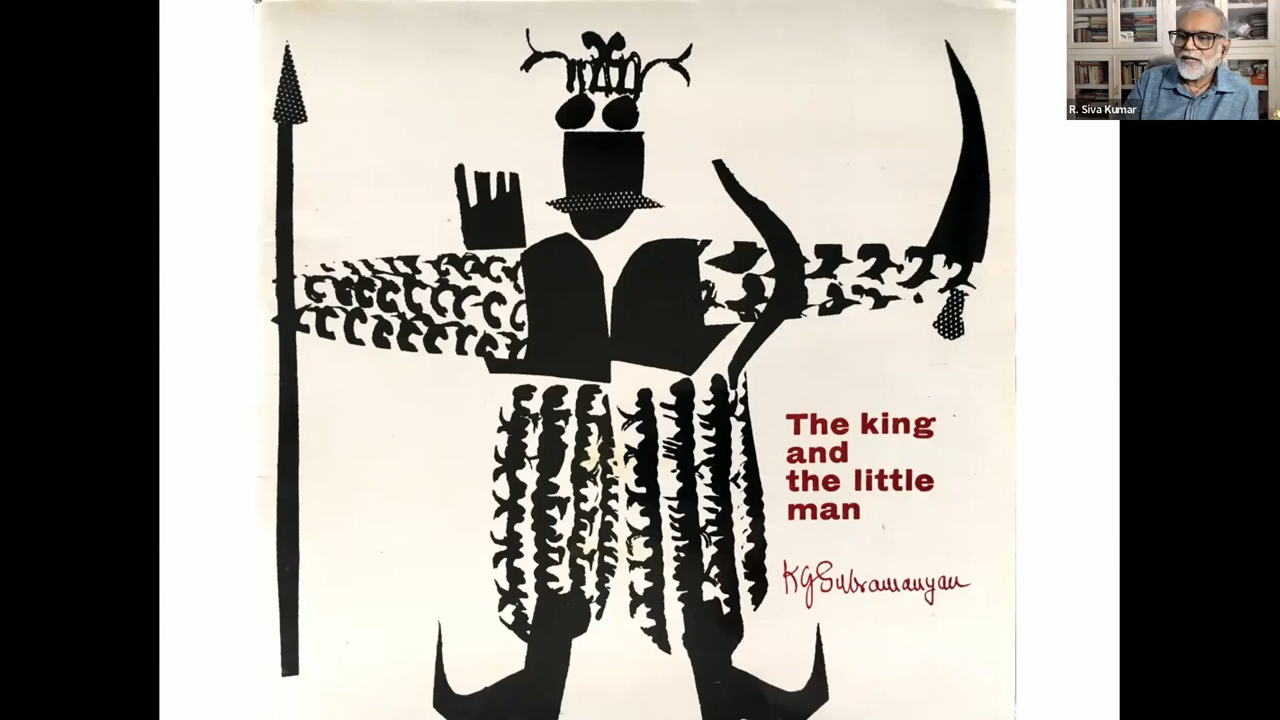 R. Siva Kumar
The king
and
the little
man
KGSubramanyan